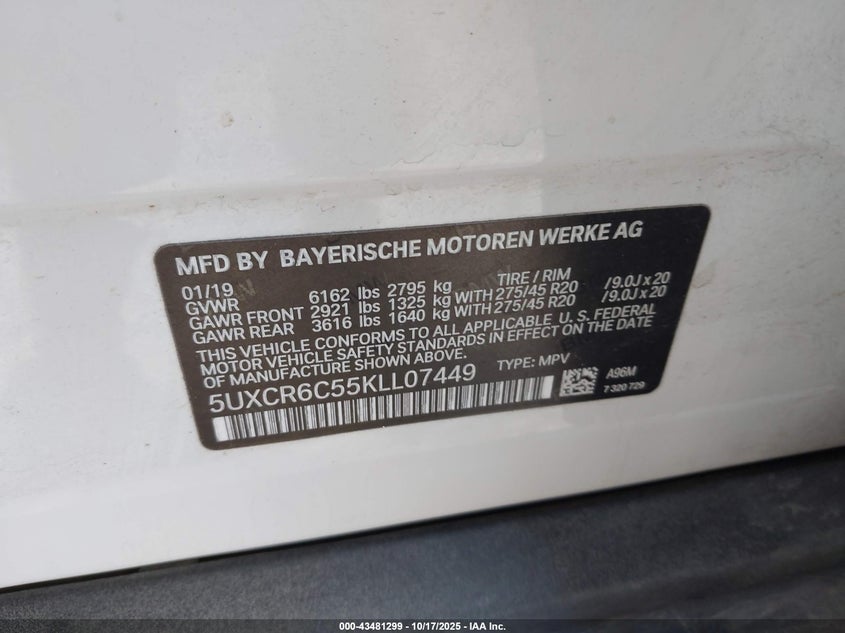 MFD BY BAYERISCHE MOTOREN WERKE AG
01/19 TIRE / RIM
GVWR 6162 lbs 2795 kg
GAWR FRONT 2921 lbs 1325 kg WITH 275/45 R20 /9.0J x 20
GAWR REAR 3616 lbs 1640 kg WITH 275/45 R20 /9.0J x 20
THIS VEHICLE CONFORMS TO ALL APPLICABLE U. S. FEDERAL
MOTOR VEHICLE SAFETY STANDARDS IN EFFECT ON THE DATE
OF MANUFACTURE SHOWN ABOVE.
5UXCR6C55KLL07449 TYPE: MPV A96M
7 320 729
000-43481299 - 10/17/2025 - IAA Inc.